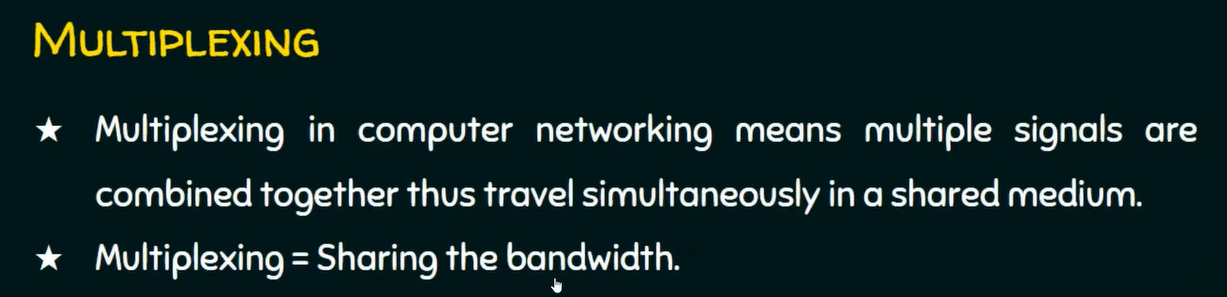 MULTIPLEXING
★ Multiplexing in computer networking means multiple signals are
combined together thus travel simultaneously in a shared medium.
★ Multiplexing = Sharing the bandwidth.